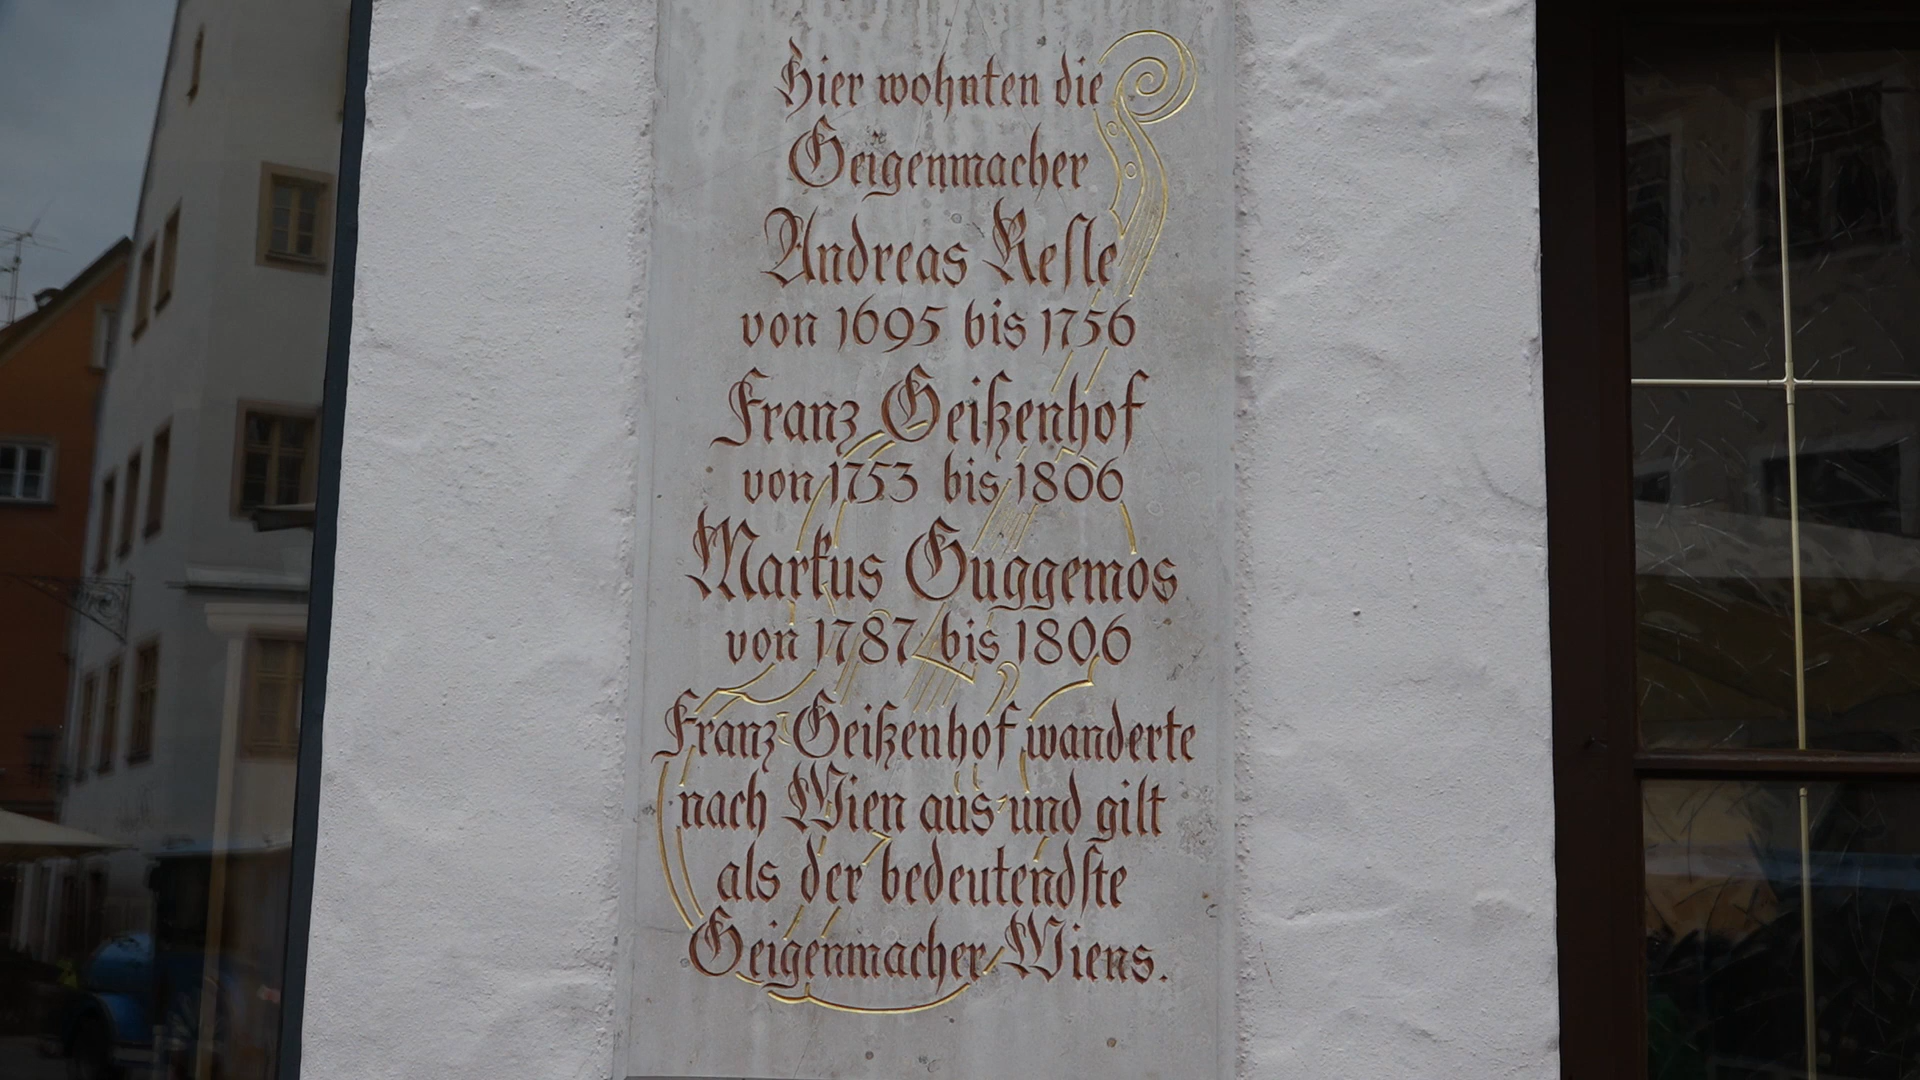 Hier wohnten die
Geigenmacher
Andreas Reſle
von 1695 bis 1756
Franz Geißenhof
von 1753 bis 1806
Markus Guggemos
von 1787 bis 1806
Franz Geißenhof wanderte
nach Wien aus und gilt
als der bedeutendſte
Geigenmacher Wiens.